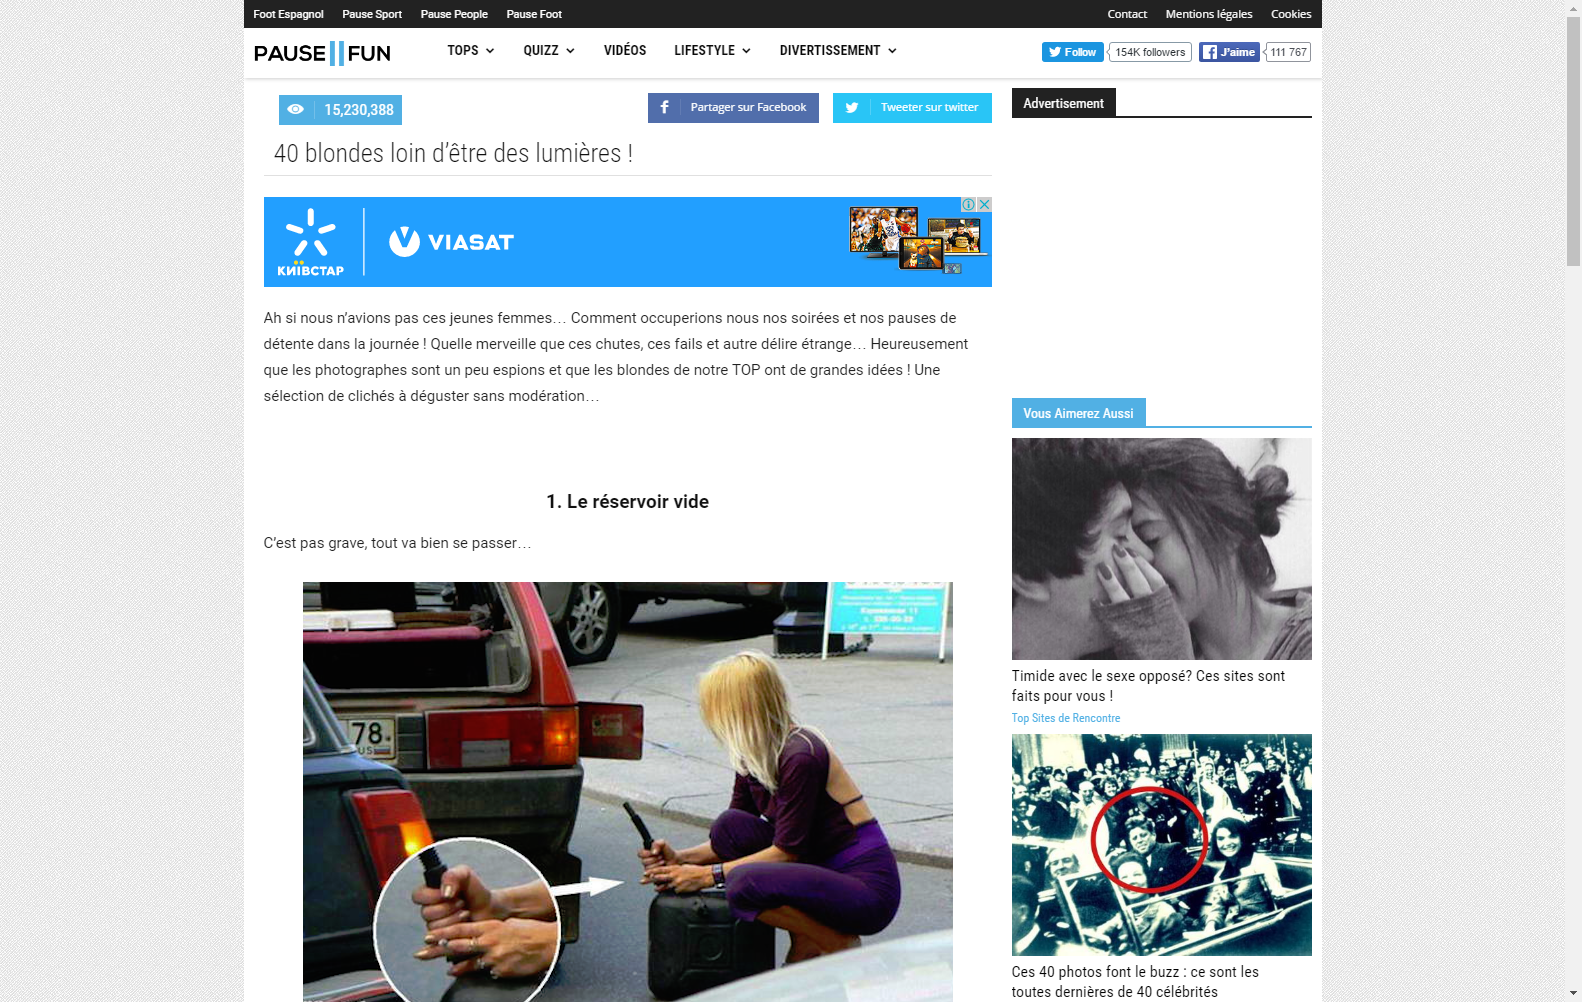 Foot Espagnol Pause Sport Pause People Pause Foot Contact Mentions légales Cookies
PAUSE FUN TOPS QUIZZ VIDÉOS LIFESTYLE DIVERTISSEMENT Follow 154K followers J'aime 111 767
15,230,388 Partager sur Facebook Tweeter sur twitter
40 blondes loin d'être des lumières !
КИЇВСТАР VIASAT
Ah si nous n'avions pas ces jeunes femmes… Comment occuperions nous nos soirées et nos pauses de
détente dans la journée ! Quelle merveille que ces chutes, ces fails et autre délire étrange… Heureusement
que les photographes sont un peu espions et que les blondes de notre TOP ont de grandes idées ! Une
sélection de clichés à déguster sans modération…
1. Le réservoir vide
C'est pas grave, tout va bien se passer…
78
RUS
Advertisement
Vous Aimerez Aussi
Timide avec le sexe opposé? Ces sites sont
faits pour vous !
Top Sites de Rencontre
Ces 40 photos font le buzz : ce sont les
toutes dernières de 40 célébrités